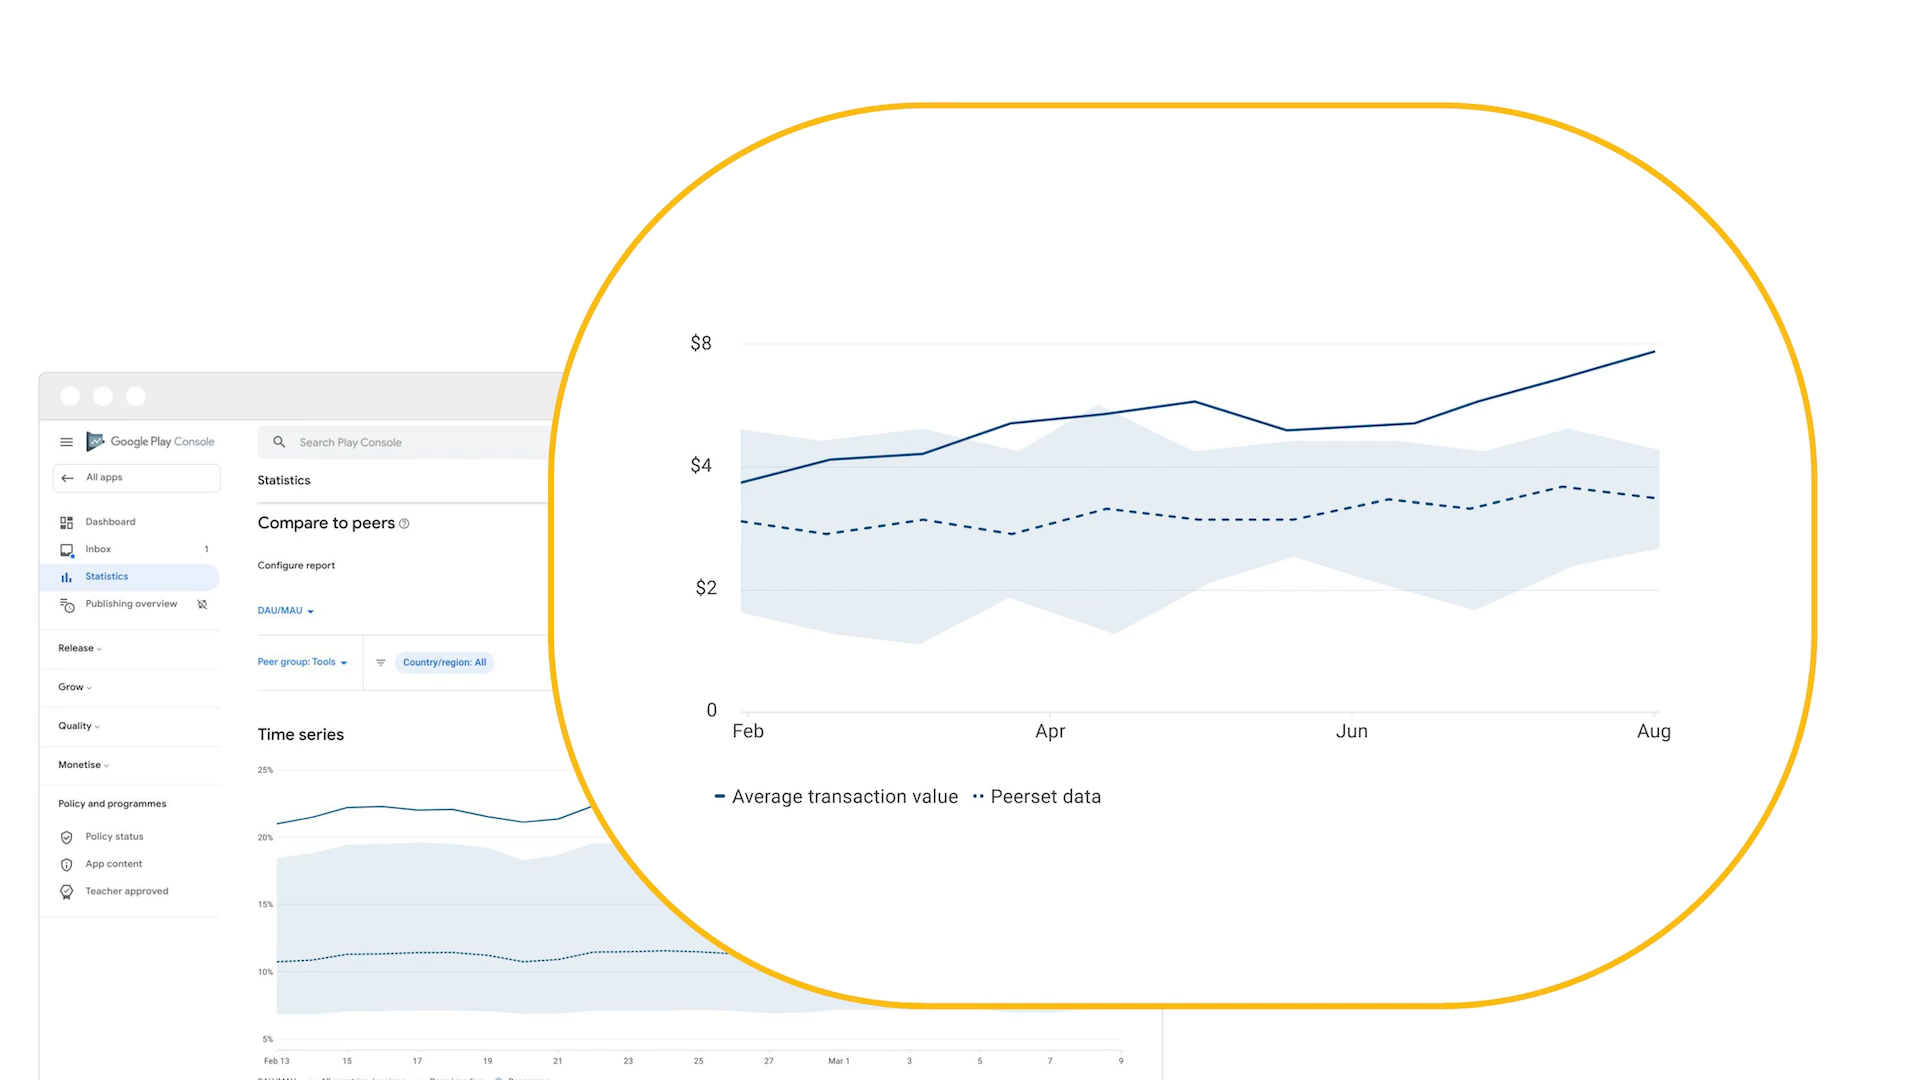 Google Play Console
Search Play Console
All apps
Statistics
Dashboard
Compare to peers
Inbox 1
Configure report
Statistics
Publishing overview
DAU/MAU
Release
Peer group: Tools
Country/region: All
Grow
Quality
Time series
Monetise
25%
Policy and programmes
20%
Policy status
App content
Teacher approved
15%
10%
5%
Feb 13 15 17 19 21 23 25 27 Mar 1 3 5 7 9
$8
$4
$2
0
Feb Apr Jun Aug
Average transaction value Peerset data